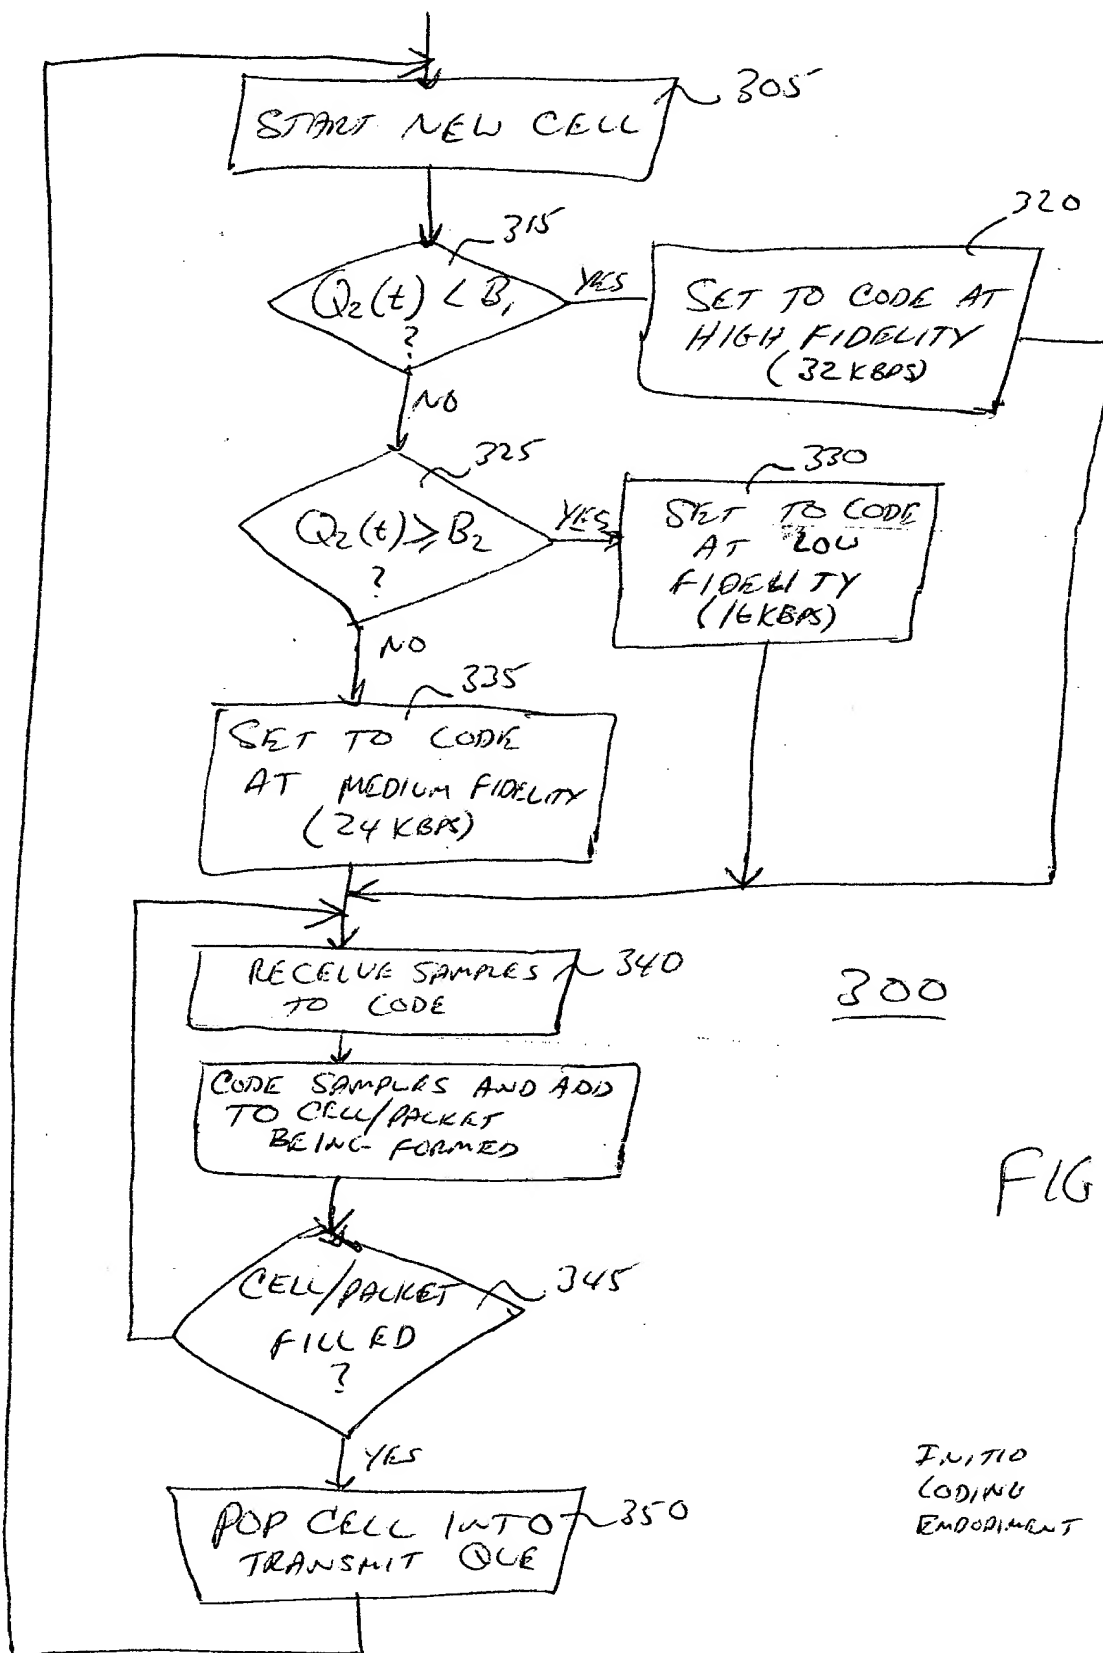 305
START NEW CELL
315
320
Q₂(t) < B₁
?
YES
SET TO CODE AT
HIGH FIDELITY
(32 KBPS)
NO
325
330
Q₂(t) ≥ B₂
?
YES
SET TO CODE
AT LOW
FIDELITY
(16 KBPS)
NO
335
SET TO CODE
AT MEDIUM FIDELITY
(24 KBPS)
RECEIVE SAMPLES
TO CODE
340
300
CODE SAMPLES AND ADD
TO CELL/PACKET
BEING FORMED
FIG
CELL/PACKET
FILLED
?
345
YES
POP CELL INTO
TRANSMIT QUE
350
CODING
EMBODIMENT